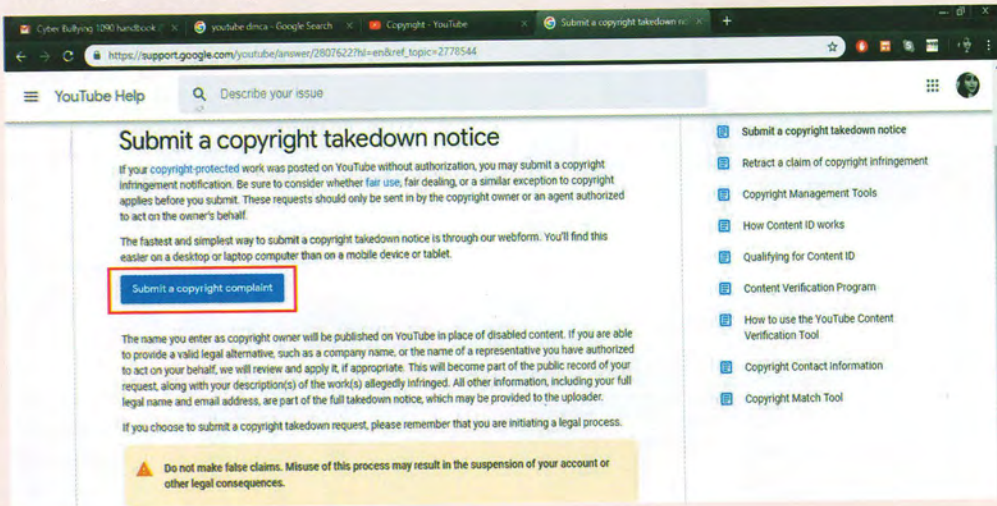 Cyber Bullying 1090 handbook
youtube dmca - Google Search
Copyright - YouTube
Submit a copyright takedown no
https://support.google.com/youtube/answer/2807622?hl=en&ref_topic=2778544
YouTube Help
Describe your issue
Submit a copyright takedown notice
If your copyright-protected work was posted on YouTube without authorization, you may submit a copyright
infringement notification. Be sure to consider whether fair use, fair dealing, or a similar exception to copyright
applies before you submit. These requests should only be sent in by the copyright owner or an agent authorized
to act on the owner's behalf.
The fastest and simplest way to submit a copyright takedown notice is through our webform. You'll find this
easier on a desktop or laptop computer than on a mobile device or tablet.
Submit a copyright complaint
The name you enter as copyright owner will be published on YouTube in place of disabled content. If you are able
to provide a valid legal alternative, such as a company name, or the name of a representative you have authorized
to act on your behalf, we will review and apply it, if appropriate. This will become part of the public record of your
request, along with your description(s) of the work(s) allegedly infringed. All other information, including your full
legal name and email address, are part of the full takedown notice, which may be provided to the uploader.
If you choose to submit a copyright takedown request, please remember that you are initiating a legal process.
Do not make false claims. Misuse of this process may result in the suspension of your account or
other legal consequences.
Submit a copyright takedown notice
Retract a claim of copyright infringement
Copyright Management Tools
How Content ID works
Qualifying for Content ID
Content Verification Program
How to use the YouTube Content
Verification Tool
Copyright Contact Information
Copyright Match Tool